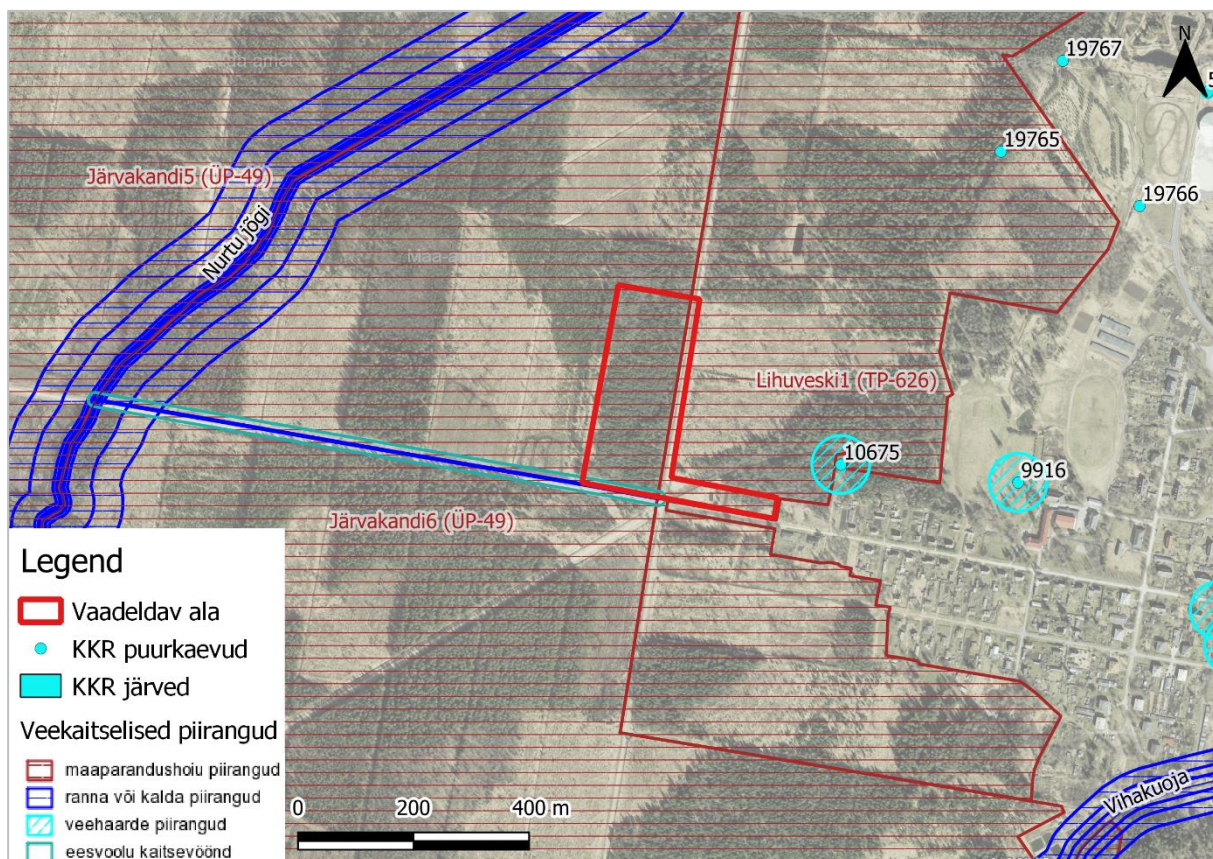 N
19767
5
19765
Järvakandi5 (ÜP-49)
19766
Nurtu jõgi
Lihuveski1 (TP-626)
10675
9916
Järvakandi6 (ÜP-49)
Legend
Vaadeldav ala
KKR puurkaevud
KKR järved
Veekaitselised piirangud
maaparandushoiu piirangud
ranna või kalda piirangud
veehaarde piirangud
eesvoolu kaitsevöönd
0 200 400 m
Vihakuoja